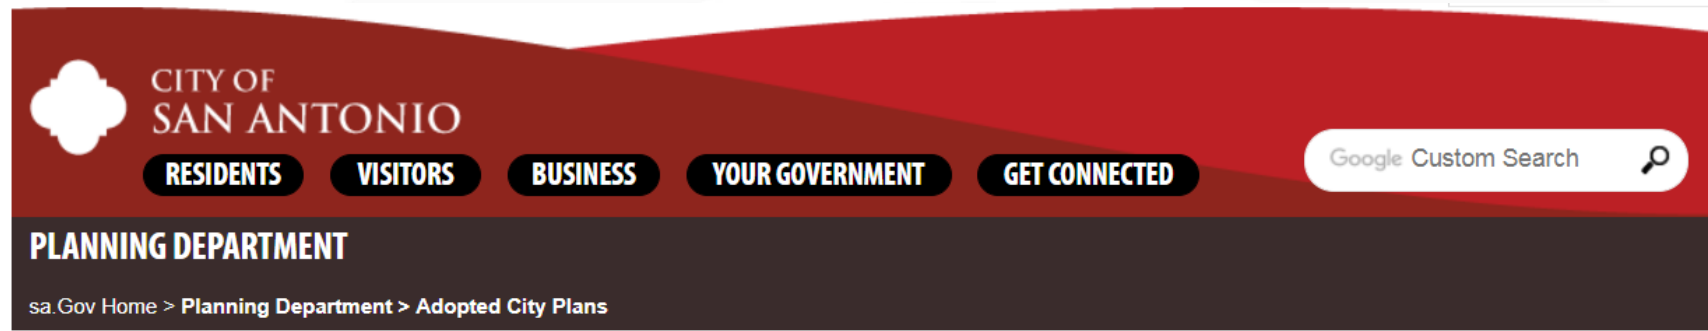 CITY OF
SAN ANTONIO
RESIDENTS VISITORS BUSINESS YOUR GOVERNMENT GET CONNECTED
Google Custom Search
PLANNING DEPARTMENT
sa.Gov Home > Planning Department > Adopted City Plans